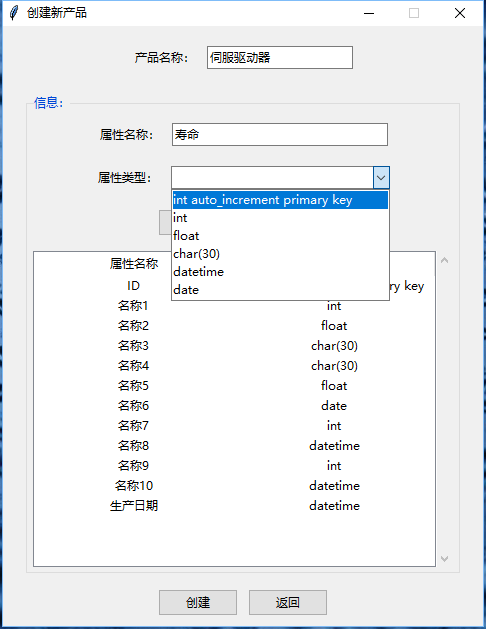 创建新产品
产品名称： 伺服驱动器
信息:
属性名称： 寿命
属性类型：
int auto_increment primary key
int
float
char(30)
datetime
date
属性名称
ID ry key
名称1 int
名称2 float
名称3 char(30)
名称4 char(30)
名称5 float
名称6 date
名称7 int
名称8 datetime
名称9 int
名称10 datetime
生产日期 datetime
创建 返回